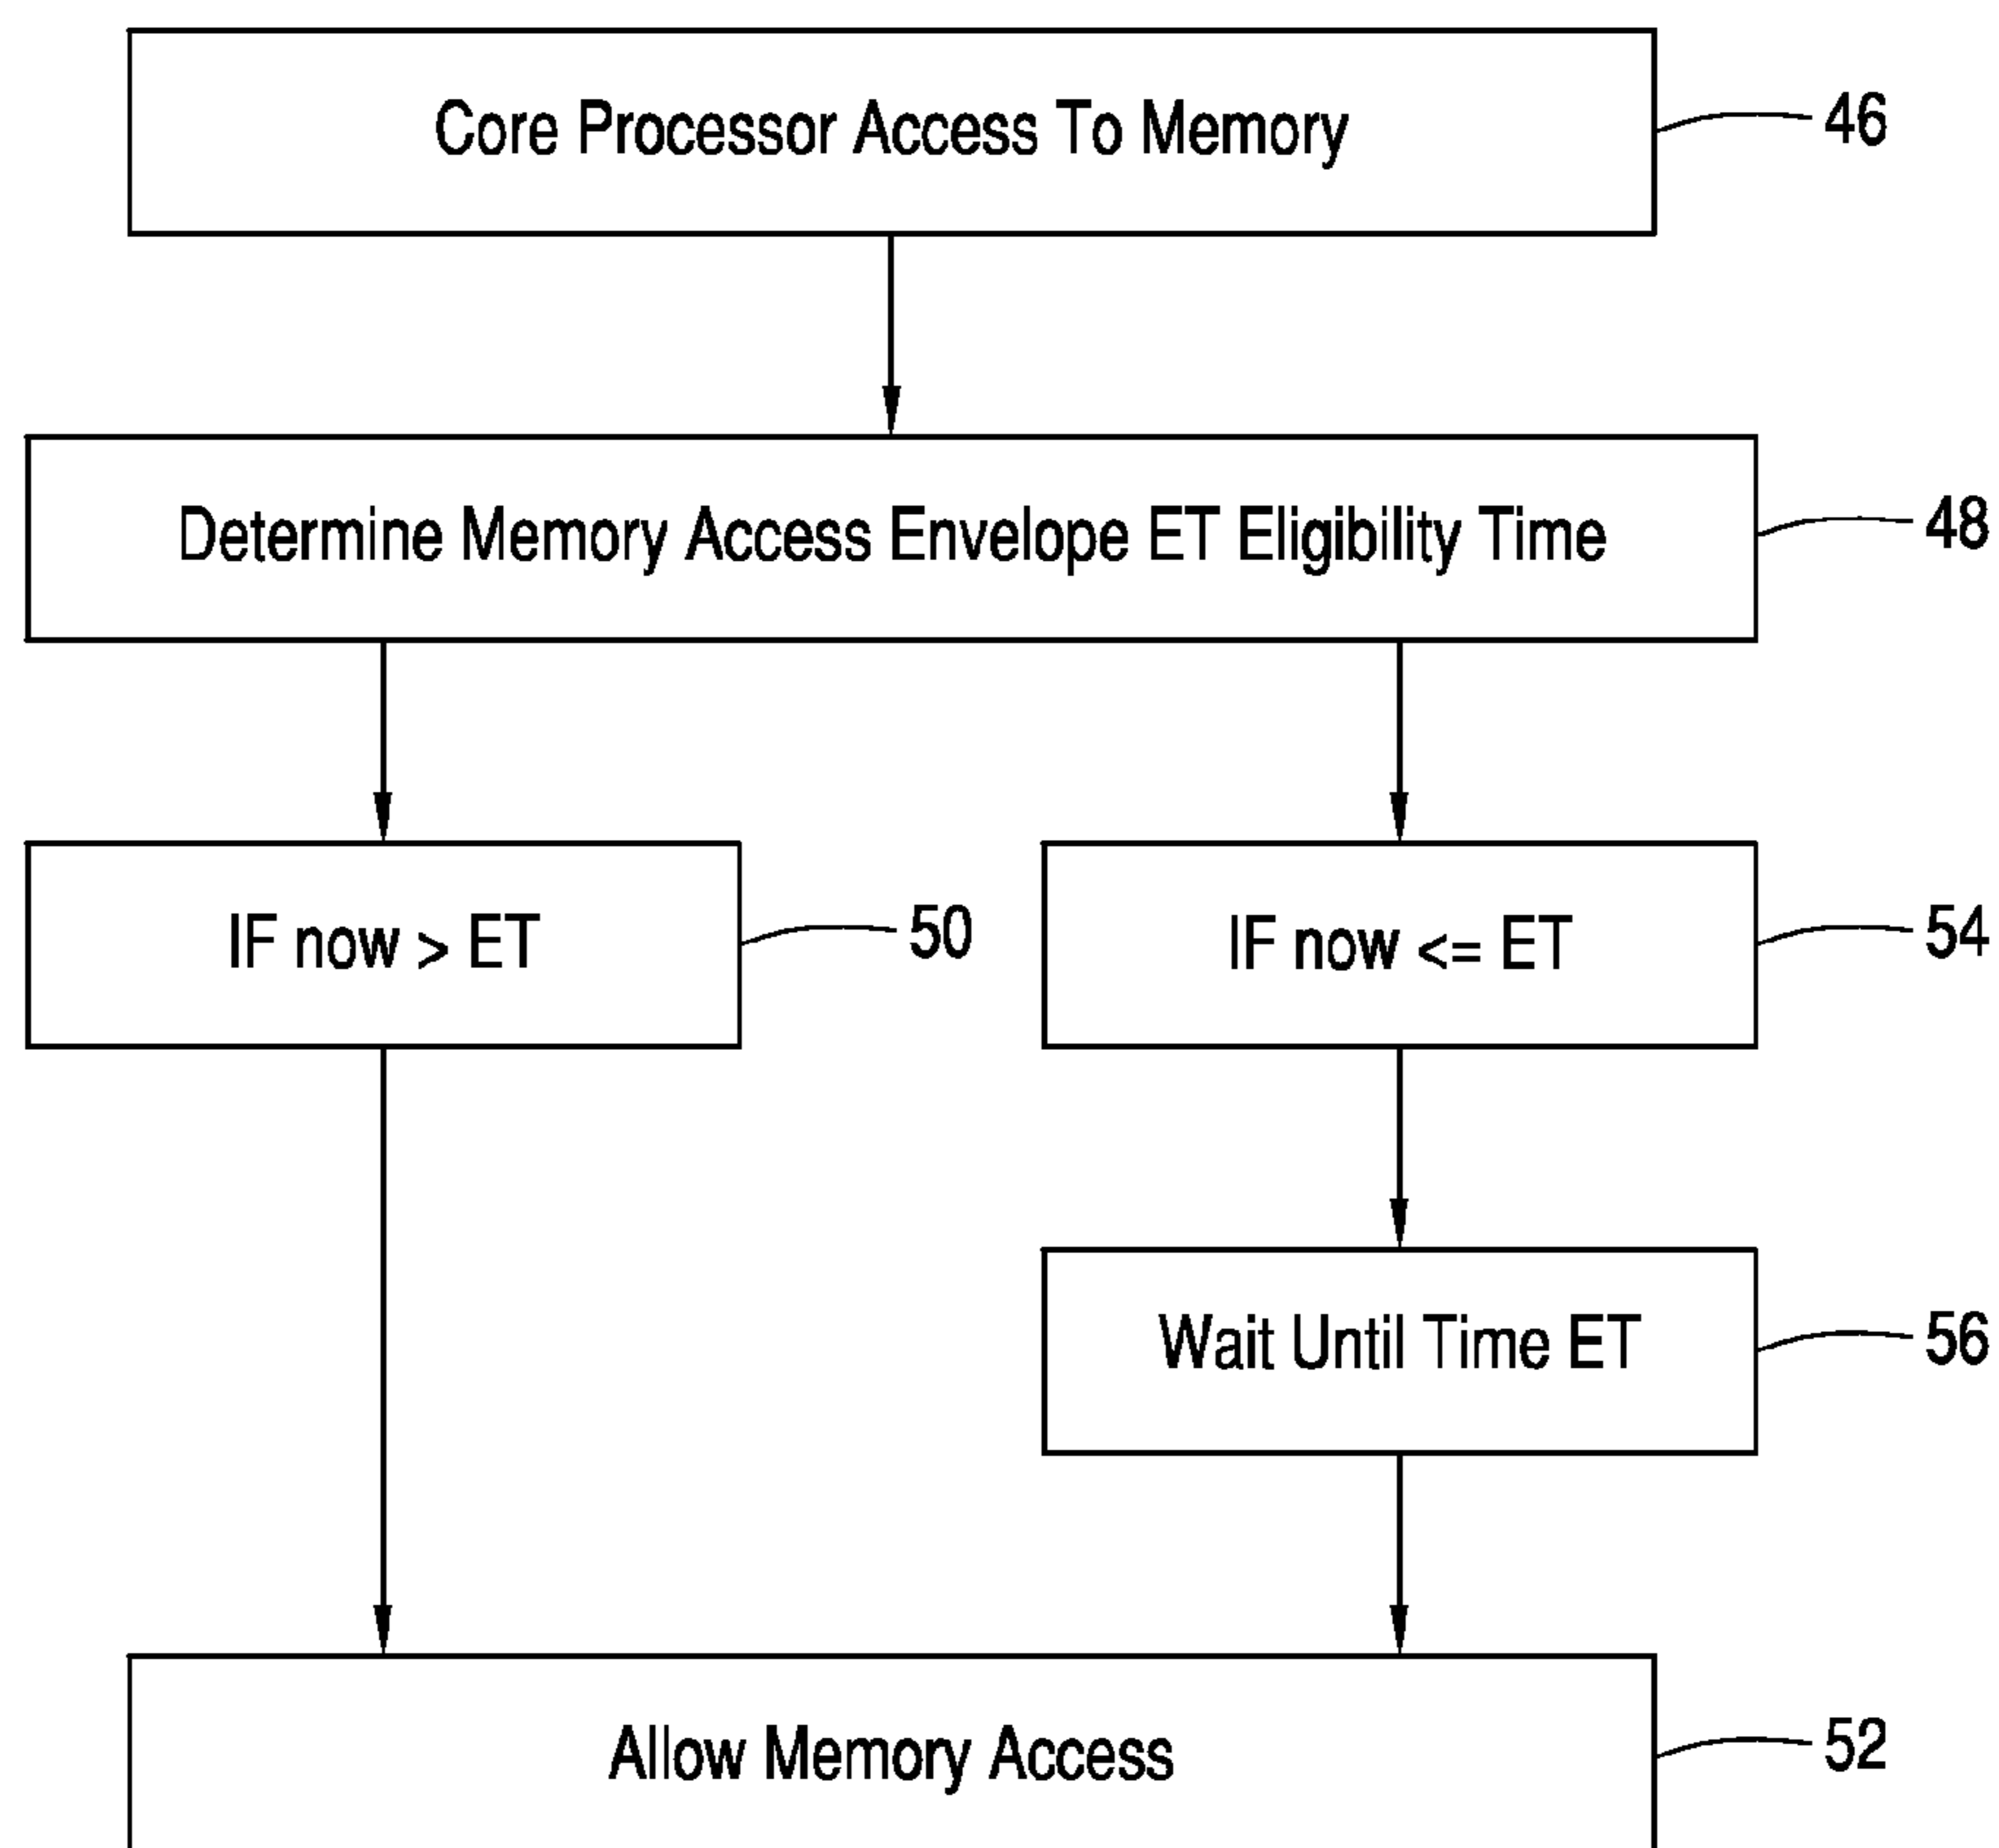 Core Processor Access To Memory
46
Determine Memory Access Envelope ET Eligibility Time
48
IF now > ET
50
IF now <= ET
54
Wait Until Time ET
56
Allow Memory Access
52